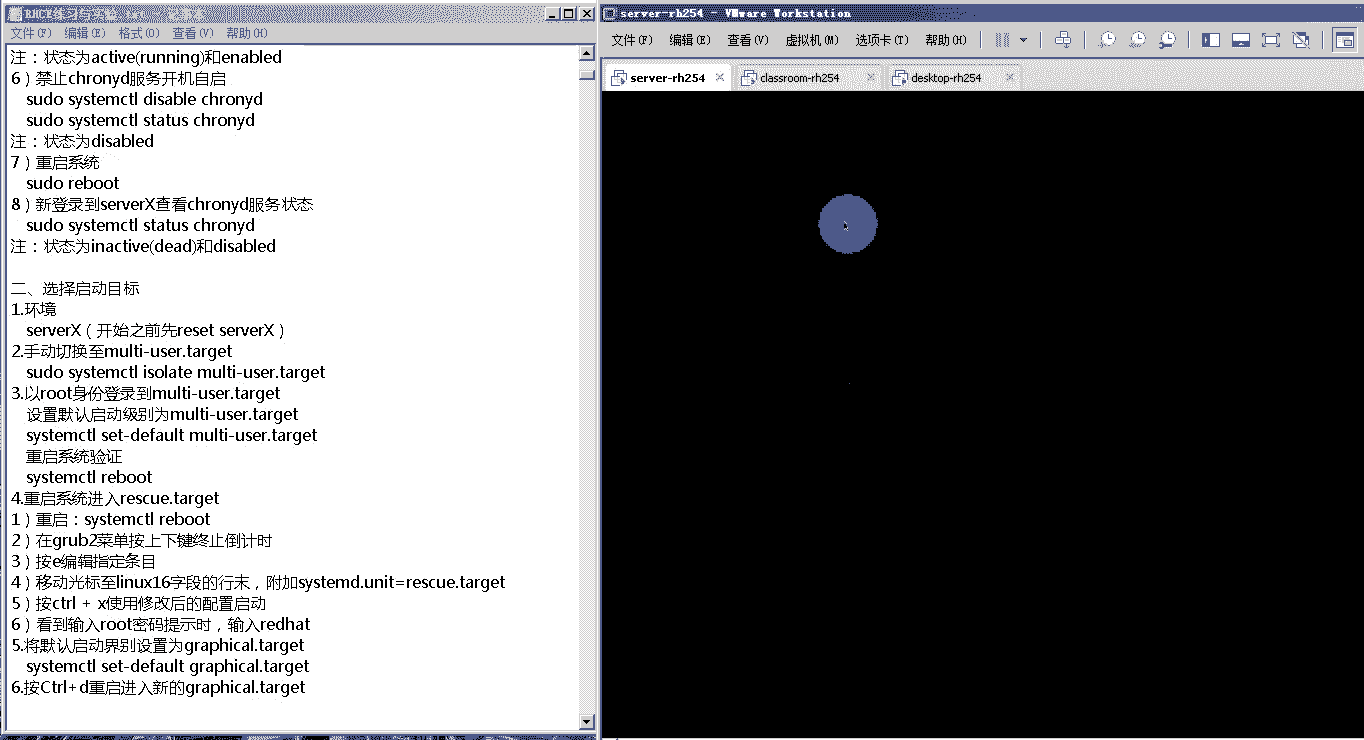 RHCE练习与
文件(F) 编辑(E) 格式(O) 查看(V) 帮助(H)
注：状态为active(running)和enabled
6）禁止chronyd服务开机自启
sudo systemctl disable chronyd
sudo systemctl status chronyd
注：状态为disabled
7）重启系统
sudo reboot
8）新登录到serverX查看chronyd服务状态
sudo systemctl status chronyd
注：状态为inactive(dead)和disabled
二、选择启动目标
1.环境
serverX（开始之前先reset serverX）
2.手动切换至multi-user.target
sudo systemctl isolate multi-user.target
3.以root身份登录到multi-user.target
设置默认启动级别为multi-user.target
systemctl set-default multi-user.target
重启系统验证
systemctl reboot
4.重启系统进入rescue.target
1）重启：systemctl reboot
2）在grub2菜单按上下键终止倒计时
3）按e编辑指定条目
4）移动光标至linux16字段的行末，附加systemd.unit=rescue.target
5）按ctrl + x使用修改后的配置启动
6）看到输入root密码提示时，输入redhat
5.将默认启动界别设置为graphical.target
systemctl set-default graphical.target
6.按Ctrl+d重启进入新的graphical.target
server-rh254 - VMware Workstation
文件(F) 编辑(E) 查看(V) 虚拟机(M) 选项卡(T) 帮助(H)
server-rh254 classroom-rh254 desktop-rh254